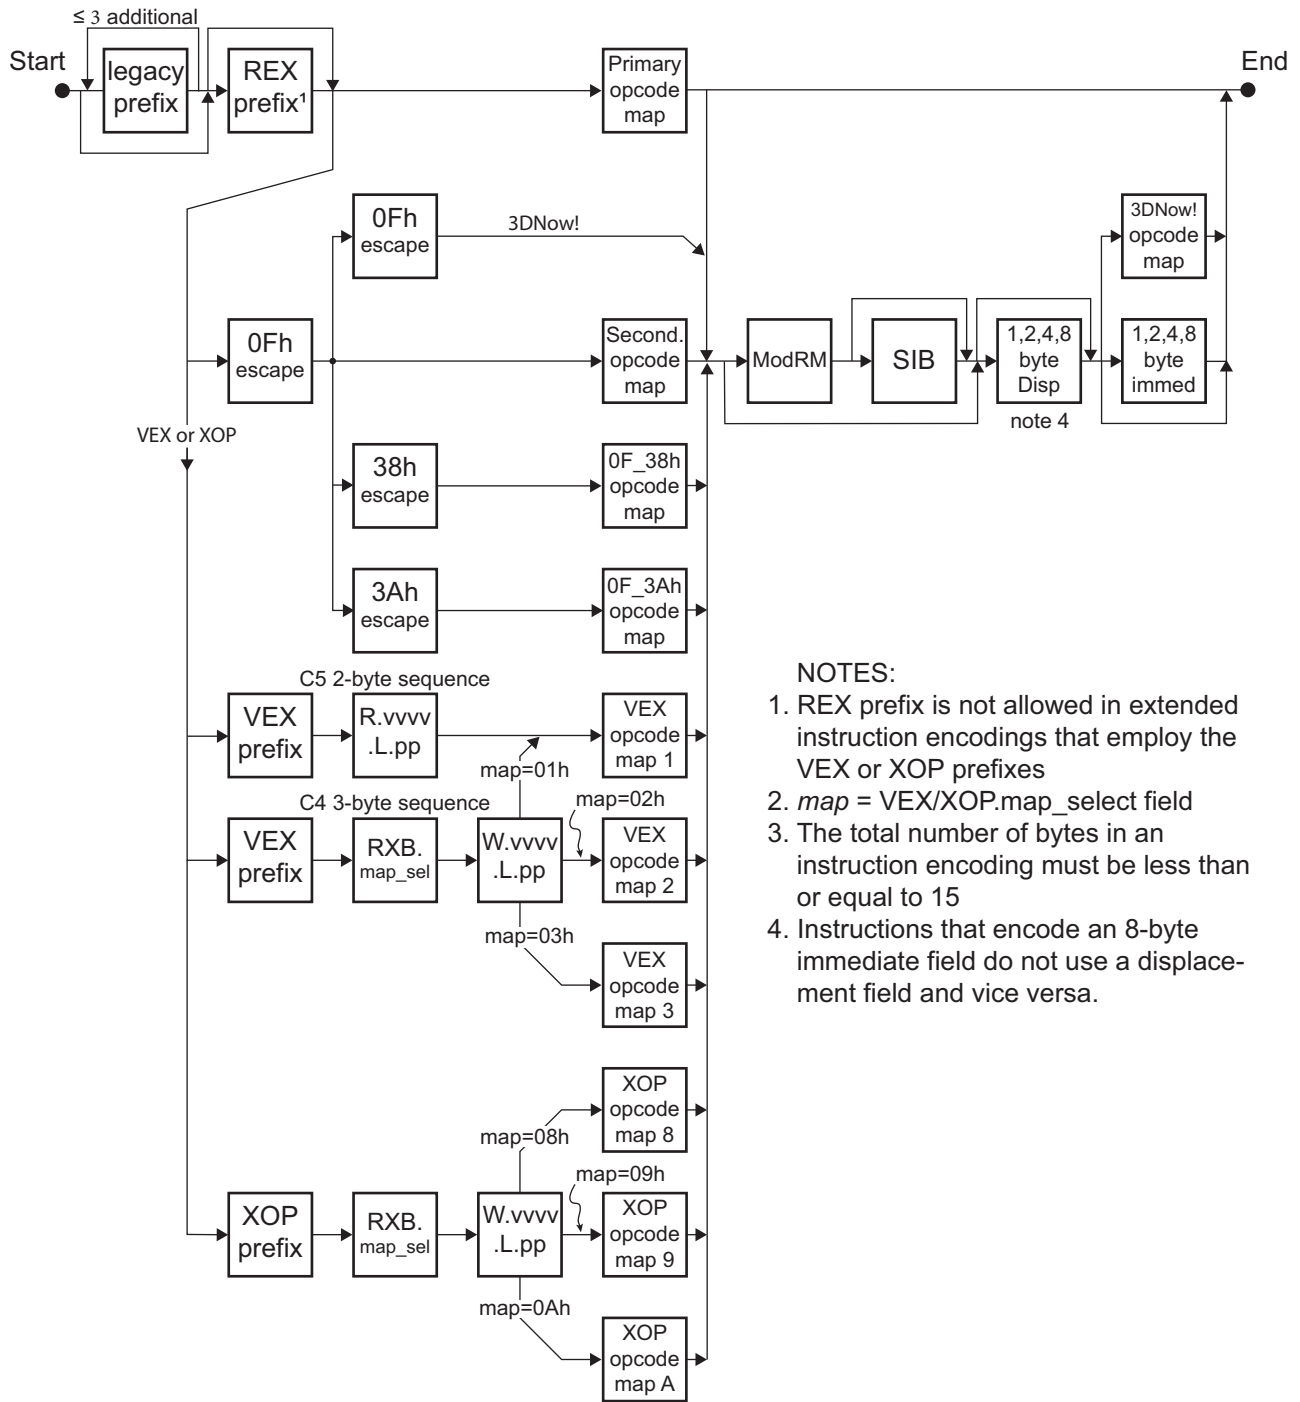 ≤ 3 additional
Start
legacy
prefix
REX
prefix¹
Primary
opcode
map
End
0Fh
escape
3DNow!
3DNow!
opcode
map
0Fh
escape
Second.
opcode
map
ModRM
SIB
1,2,4,8
byte
Disp
note 4
1,2,4,8
byte
immed
VEX or XOP
38h
escape
0F_38h
opcode
map
3Ah
escape
0F_3Ah
opcode
map
C5 2-byte sequence
VEX
prefix
R.vvvv
.L.pp
VEX
opcode
map 1
map=01h
C4 3-byte sequence
map=02h
VEX
prefix
RXB.
map_sel
W.vvvv
.L.pp
VEX
opcode
map 2
map=03h
VEX
opcode
map 3
NOTES:
1. REX prefix is not allowed in extended
instruction encodings that employ the
VEX or XOP prefixes
2. map = VEX/XOP.map_select field
3. The total number of bytes in an
instruction encoding must be less than
or equal to 15
4. Instructions that encode an 8-byte
immediate field do not use a displace-
ment field and vice versa.
XOP
opcode
map 8
map=08h
map=09h
XOP
prefix
RXB.
map_sel
W.vvvv
.L.pp
XOP
opcode
map 9
map=0Ah
XOP
opcode
map A